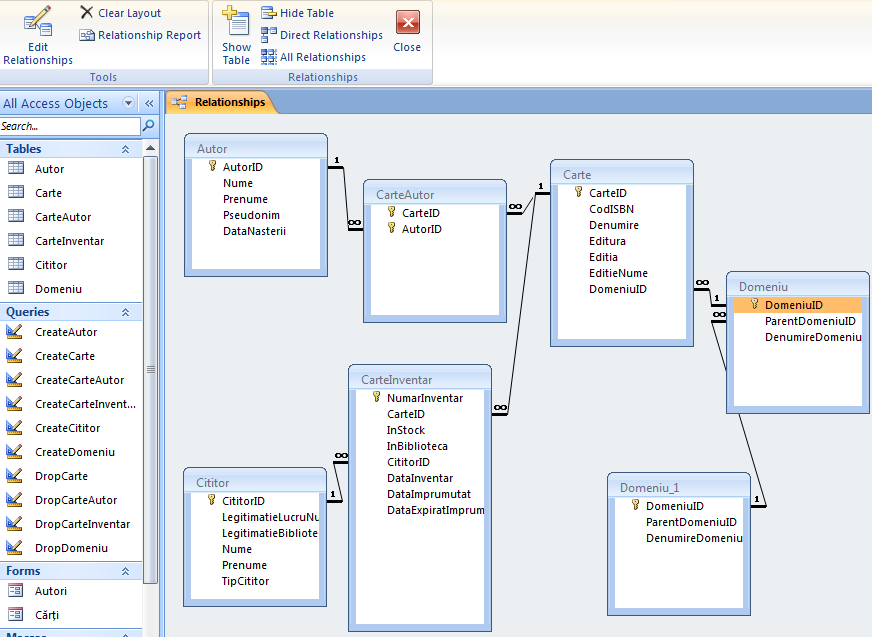 Edit Relationships
Clear Layout
Relationship Report
Tools
Show Table
Hide Table
Direct Relationships
All Relationships
Close
Relationships
All Access Objects
Search...
Tables
Autor
Carte
CarteAutor
CarteInventar
Cititor
Domeniu
Queries
CreateAutor
CreateCarte
CreateCarteAutor
CreateCarteInvent...
CreateCititor
CreateDomeniu
DropCarte
DropCarteAutor
DropCarteInventar
DropDomeniu
Forms
Autori
Cărți
Relationships
Autor
AutorID
Nume
Prenume
Pseudonim
DataNasterii
1
∞
CarteAutor
CarteID
AutorID
∞
1
Carte
CarteID
CodISBN
Denumire
Editura
Editia
EditieNume
DomeniuID
∞
1
∞
Domeniu
DomeniuID
ParentDomeniuID
DenumireDomeniu
CarteInventar
NumarInventar
CarteID
InStock
InBiblioteca
CititorID
DataInventar
DataImprumutat
DataExpiratImprum
∞
∞
1
Cititor
CititorID
LegitimatieLucruNu
LegitimatieBibliote
Nume
Prenume
TipCititor
Domeniu_1
DomeniuID
ParentDomeniuID
DenumireDomeniu
1